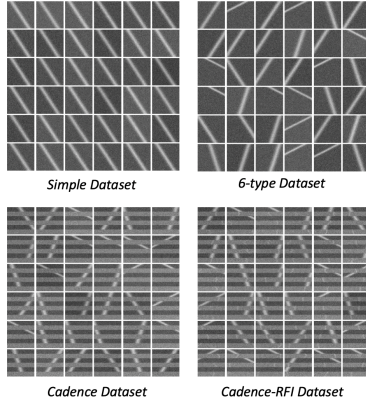 Simple Dataset
6-type Dataset
Cadence Dataset
Cadence-RFI Dataset